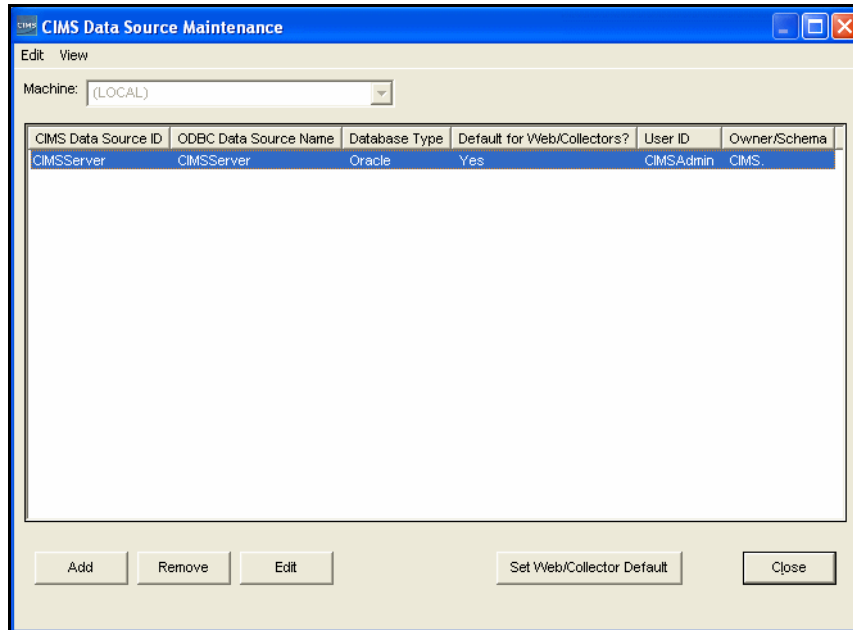 CIMS CIMS Data Source Maintenance
Edit View
Machine: (LOCAL)
CIMS Data Source ID ODBC Data Source Name Database Type Default for Web/Collectors? User ID Owner/Schema
CIMSServer CIMSServer Oracle Yes CIMSAdmin CIMS.
Add Remove Edit Set Web/Collector Default Close